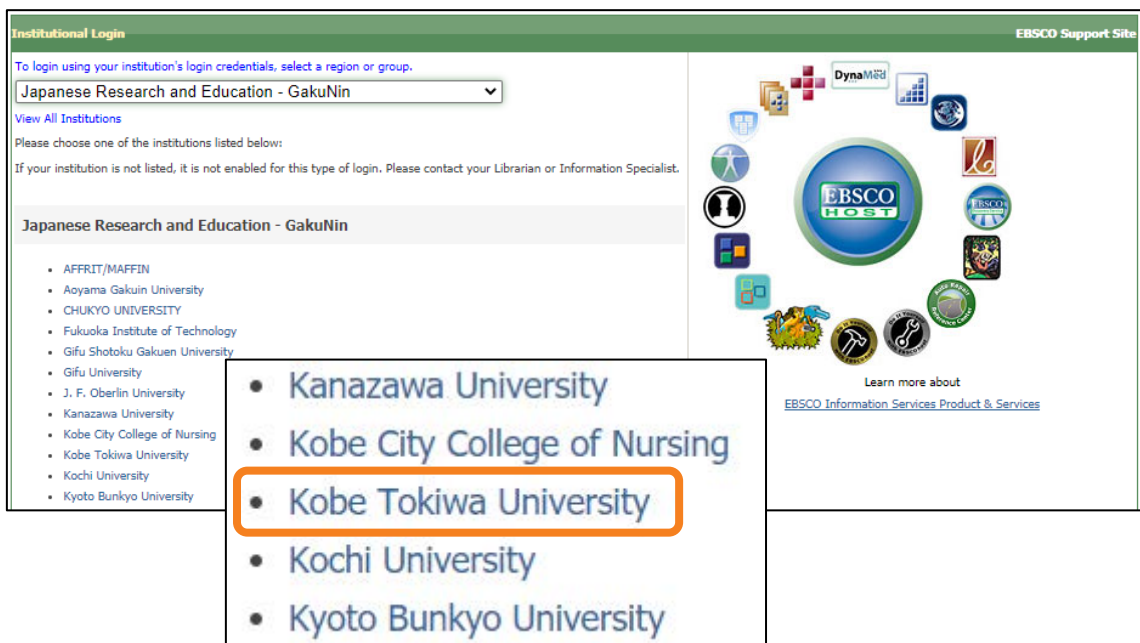 Institutional Login
EBSCO Support Site
To login using your institution's login credentials, select a region or group.
Japanese Research and Education - GakuNin
View All Institutions
Please choose one of the institutions listed below:
If your institution is not listed, it is not enabled for this type of login. Please contact your Librarian or Information Specialist.
Japanese Research and Education - GakuNin
• AFFRIT/MAFFIN
• Aoyama Gakuin University
• CHUKYO UNIVERSITY
• Fukuoka Institute of Technology
• Gifu Shotoku Gakuen University
• Gifu University
• J. F. Oberlin University
• Kanazawa University
• Kobe City College of Nursing
• Kobe Tokiwa University
• Kochi University
• Kyoto Bunkyo University
• Kanazawa University
• Kobe City College of Nursing
• Kobe Tokiwa University
• Kochi University
• Kyoto Bunkyo University
DynaMed
EBSCO
HOST
EBSCO
Auto Repair
Reference Center
Learn more about
EBSCO Information Services Product & Services